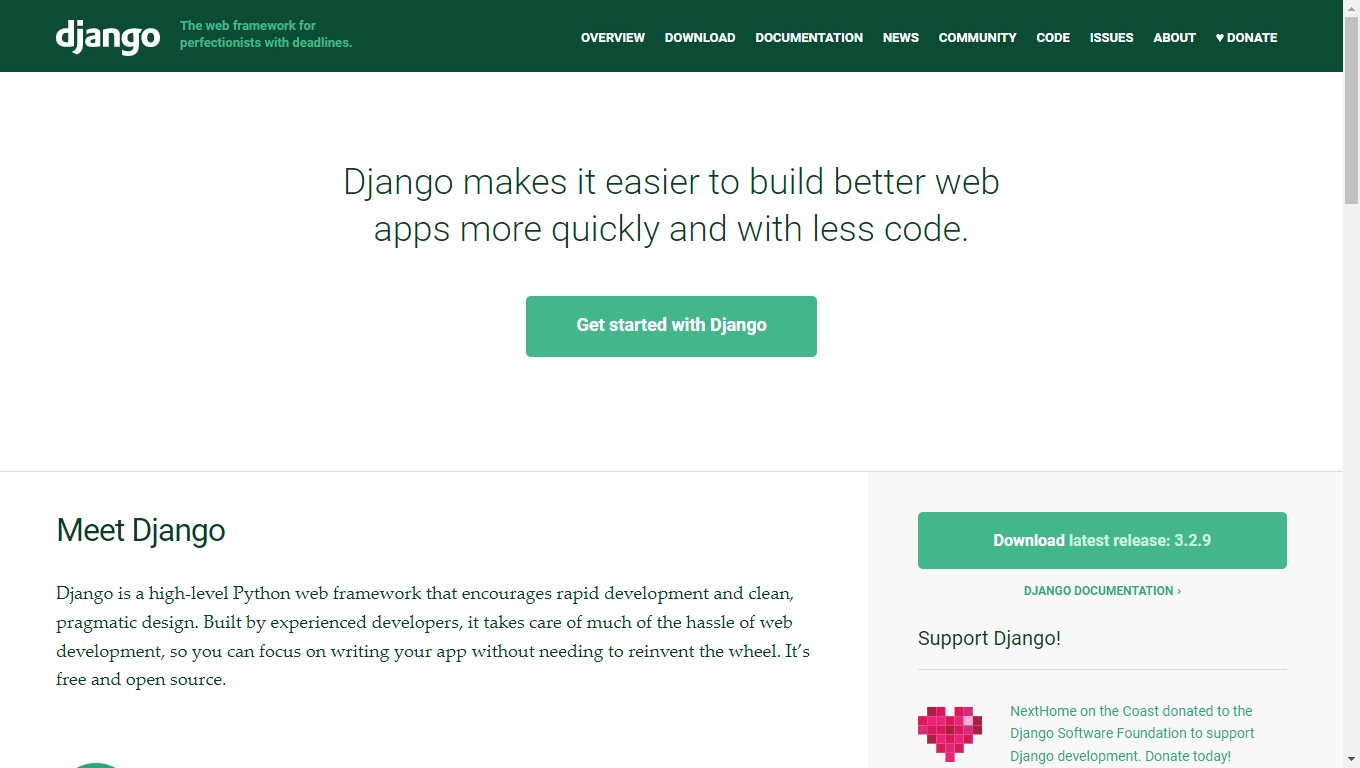 django
The web framework for
perfectionists with deadlines.
OVERVIEW DOWNLOAD DOCUMENTATION NEWS COMMUNITY CODE ISSUES ABOUT ♥ DONATE
Django makes it easier to build better web
apps more quickly and with less code.
Get started with Django
Meet Django
Django is a high-level Python web framework that encourages rapid development and clean,
pragmatic design. Built by experienced developers, it takes care of much of the hassle of web
development, so you can focus on writing your app without needing to reinvent the wheel. It’s
free and open source.
Download latest release: 3.2.9
DJANGO DOCUMENTATION ›
Support Django!
NextHome on the Coast donated to the
Django Software Foundation to support
Django development. Donate today!